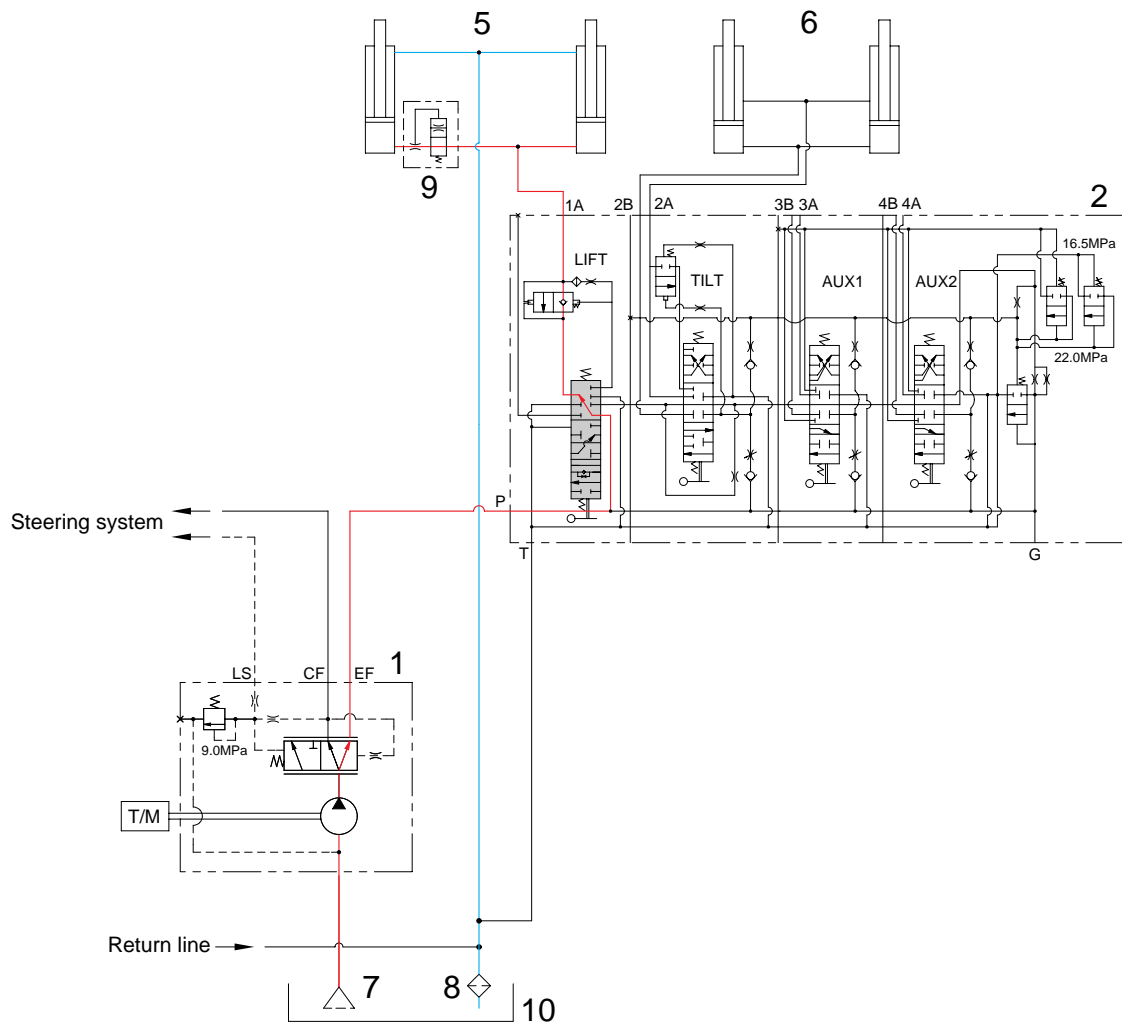 5
6
9
1A
2B
2A
3B
3A
4B
4A
2
LIFT
TILT
AUX1
AUX2
16.5MPa
22.0MPa
P
T
G
Steering system
LS
CF
EF
1
9.0MPa
T/M
Return line
7
8
10